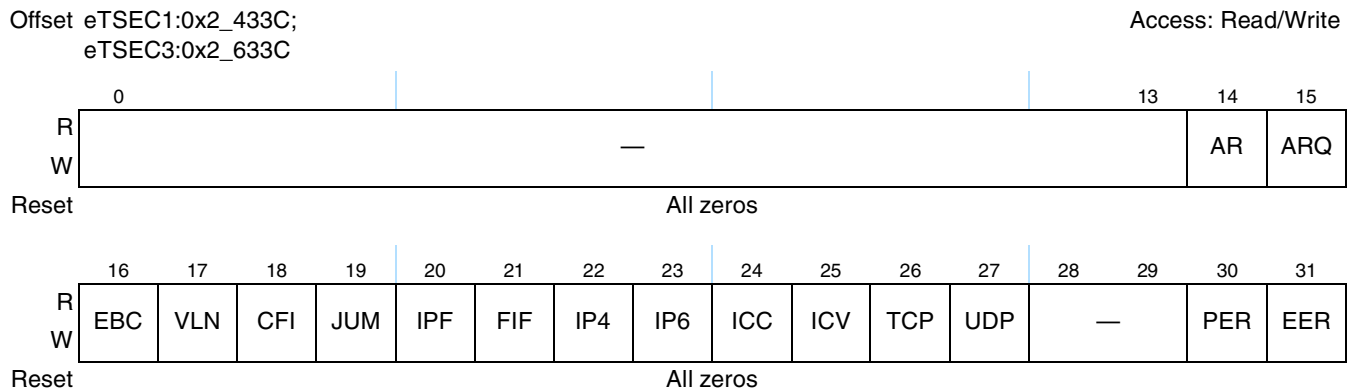 Offset eTSEC1:0x2_433C; Access: Read/Write
eTSEC3:0x2_633C
0 13 14 15
R
— AR ARQ
W
Reset All zeros
16 17 18 19 20 21 22 23 24 25 26 27 28 29 30 31
R
EBC VLN CFI JUM IPF FIF IP4 IP6 ICC ICV TCP UDP — PER EER
W
Reset All zeros